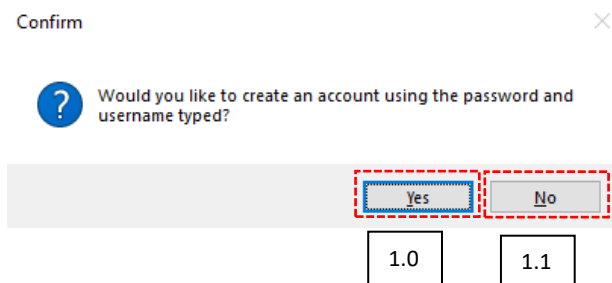 Confirm
Would you like to create an account using the password and
username typed?
Yes
No
1.0
1.1